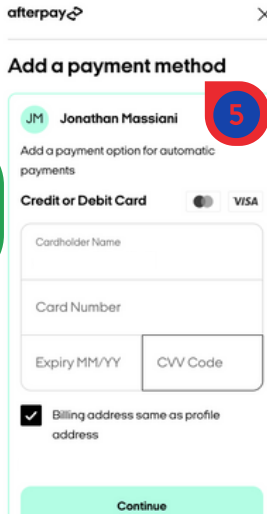 afterpay
Add a payment method
5
JM Jonathan Massiani
Add a payment option for automatic
payments
Credit or Debit Card VISA
Cardholder Name
Card Number
Expiry MM/YY CVV Code
Billing address same as profile
address
Continue